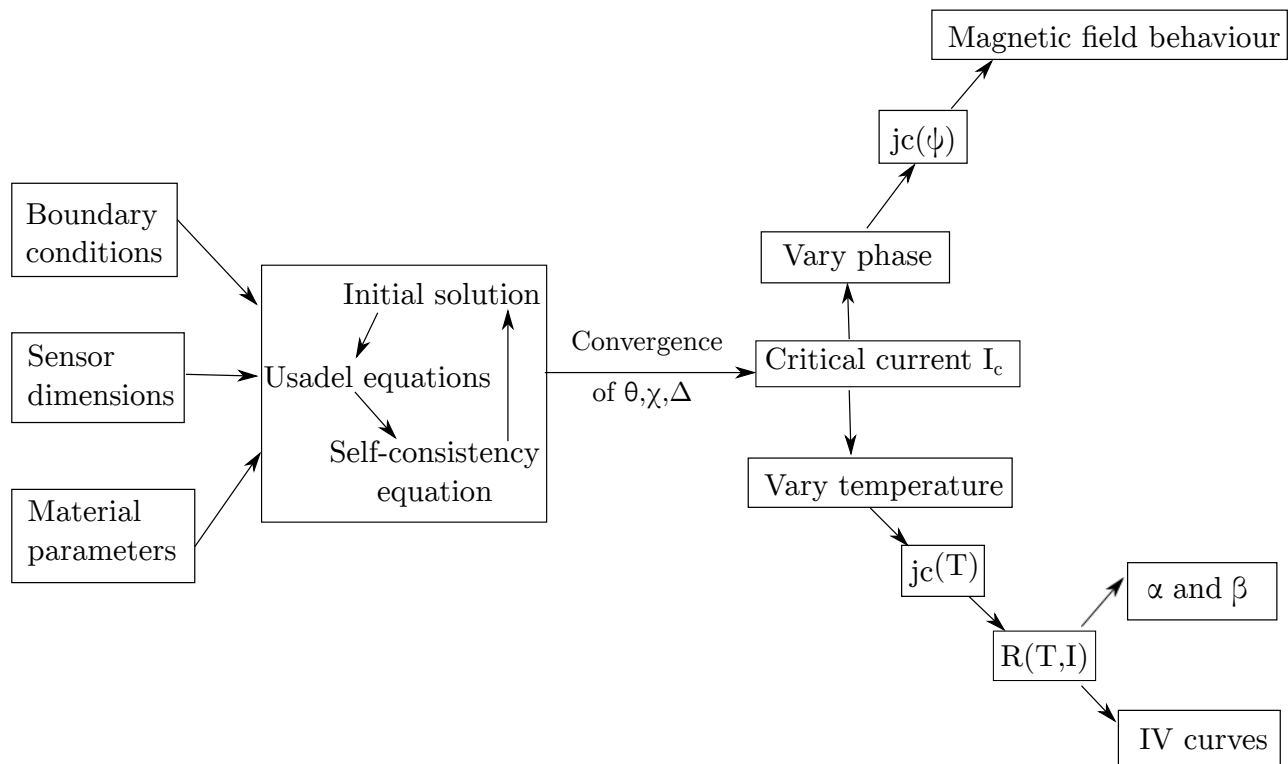 Magnetic field behaviour
jc(ψ)
Boundary
conditions
Vary phase
Initial solution
Sensor
dimensions
Usadel equations
Convergence
of θ,χ,Δ
Critical current I_c
Self-consistency
equation
Vary temperature
Material
parameters
jc(T)
α and β
R(T,I)
IV curves